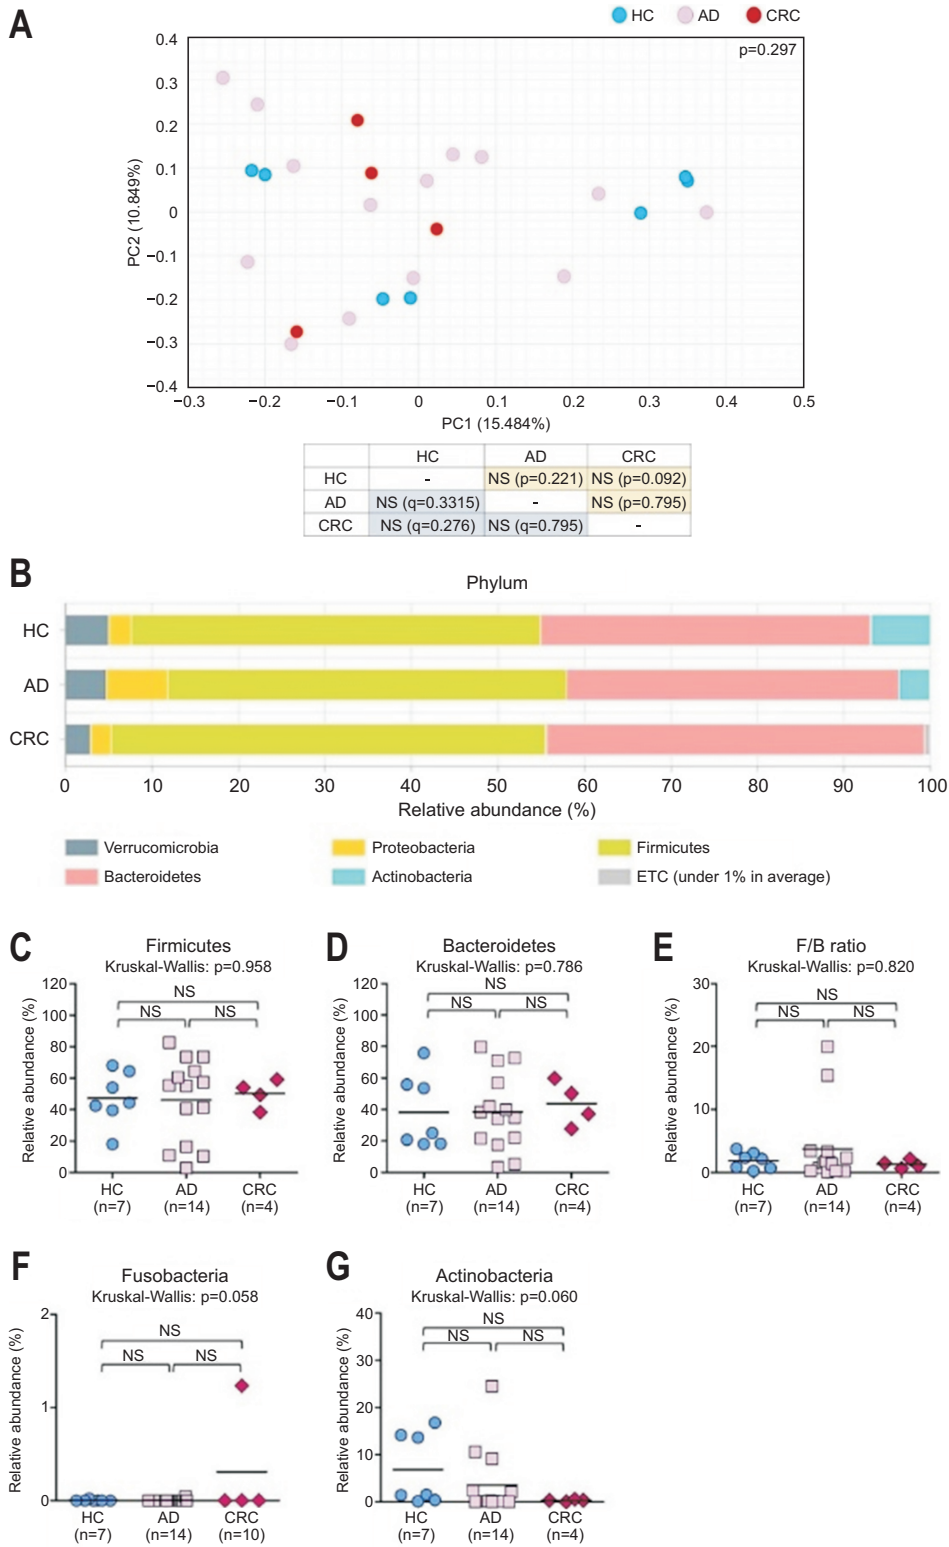 A
HC AD CRC
p=0.297
0.4
0.3
0.2
0.1
0
−0.1
−0.2
−0.3
−0.4
PC2 (10.849%)
−0.3 −0.2 −0.1 0 0.1 0.2 0.3 0.4 0.5
PC1 (15.484%)
HC AD CRC
HC - NS (p=0.221) NS (p=0.092)
AD NS (q=0.3315) - NS (p=0.795)
CRC NS (q=0.276) NS (q=0.795) -
B
Phylum
HC
AD
CRC
0 10 20 30 40 50 60 70 80 90 100
Relative abundance (%)
Verrucomicrobia Proteobacteria Firmicutes
Bacteroidetes Actinobacteria ETC (under 1% in average)
C
Firmicutes
Kruskal-Wallis: p=0.958
NS
NS NS
120
100
80
60
40
20
0
Relative abundance (%)
HC AD CRC
(n=7) (n=14) (n=4)
D
Bacteroidetes
Kruskal-Wallis: p=0.786
NS
NS NS
120
100
80
60
40
20
0
Relative abundance (%)
HC AD CRC
(n=7) (n=14) (n=4)
E
F/B ratio
Kruskal-Wallis: p=0.820
NS
NS NS
30
20
10
0
Relative abundance (%)
HC AD CRC
(n=7) (n=14) (n=4)
F
Fusobacteria
Kruskal-Wallis: p=0.058
NS
NS NS
2
1
0
Relative abundance (%)
HC AD CRC
(n=7) (n=14) (n=10)
G
Actinobacteria
Kruskal-Wallis: p=0.060
NS
NS NS
40
30
20
10
0
Relative abundance (%)
HC AD CRC
(n=7) (n=14) (n=4)